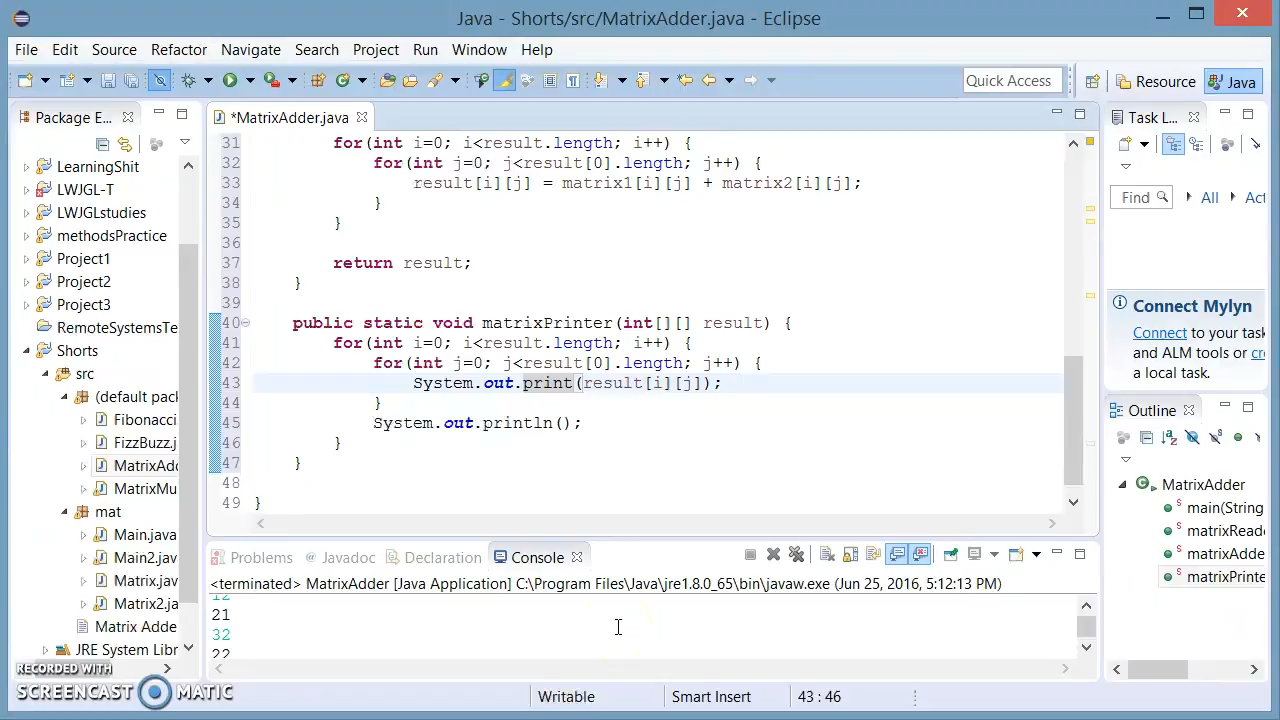 Java - Shorts/src/MatrixAdder.java - Eclipse
File Edit Source Refactor Navigate Search Project Run Window Help
Quick Access
Resource
Java
Package E...
*MatrixAdder.java
Task L...
LearningShit
LWJGL-T
LWJGLstudies
methodsPractice
Project1
Project2
Project3
RemoteSystemsTe
Shorts
src
(default pac
Fibonacci
FizzBuzz.j
MatrixAdd
MatrixMu
mat
Main.java
Main2.jav
Matrix.jav
Matrix2.ja
Matrix Adde
JRE System Libr
31 for(int i=0; i<result.length; i++) {
32 for(int j=0; j<result[0].length; j++) {
33 result[i][j] = matrix1[i][j] + matrix2[i][j];
34 }
35 }
36
37 return result;
38 }
39
40 public static void matrixPrinter(int[][] result) {
41 for(int i=0; i<result.length; i++) {
42 for(int j=0; j<result[0].length; j++) {
43 System.out.print(result[i][j]);
44 }
45 System.out.println();
46 }
47 }
48
49 }
Find
All
Act
Connect Mylyn
Connect to your task
and ALM tools or cr
a local task.
Outline
MatrixAdder
main(String
matrixReade
matrixAdde
matrixPrinte
Problems
Javadoc
Declaration
Console
<terminated> MatrixAdder [Java Application] C:\Program Files\Java\jre1.8.0_65\bin\javaw.exe (Jun 25, 2016, 5:12:13 PM)
12
21
32
22
RECORDED WITH
SCREENCAST MATIC
Writable
Smart Insert
43 : 46